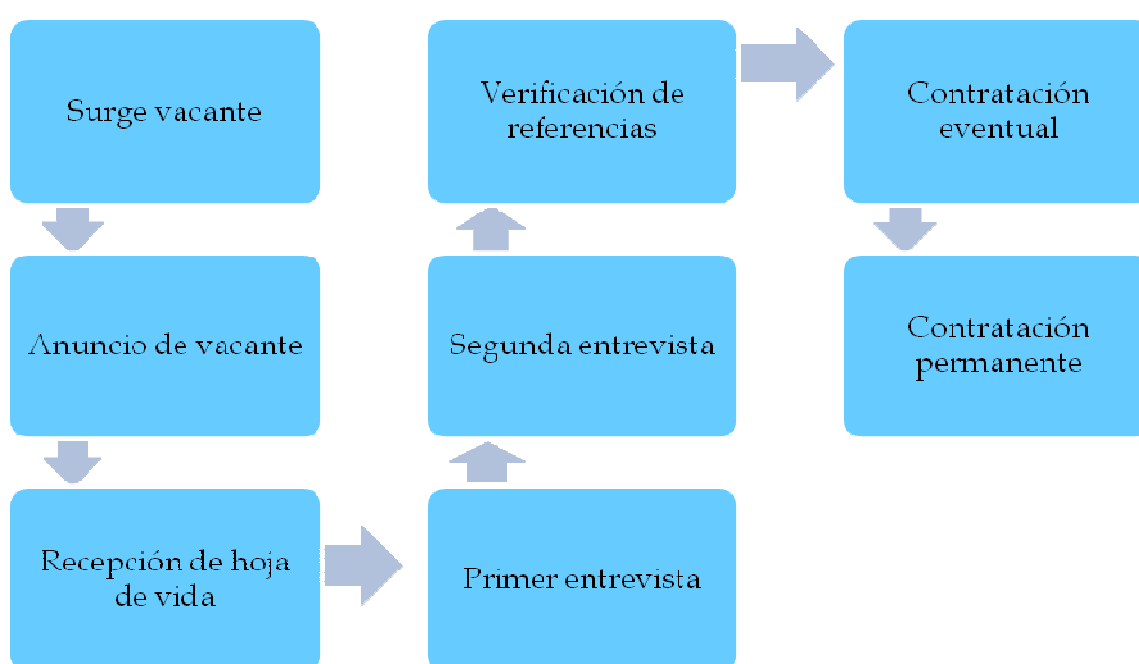 Surge vacante
Anuncio de vacante
Recepción de hoja
de vida
Primer entrevista
Segunda entrevista
Verificación de
referencias
Contratación
eventual
Contratación
permanente